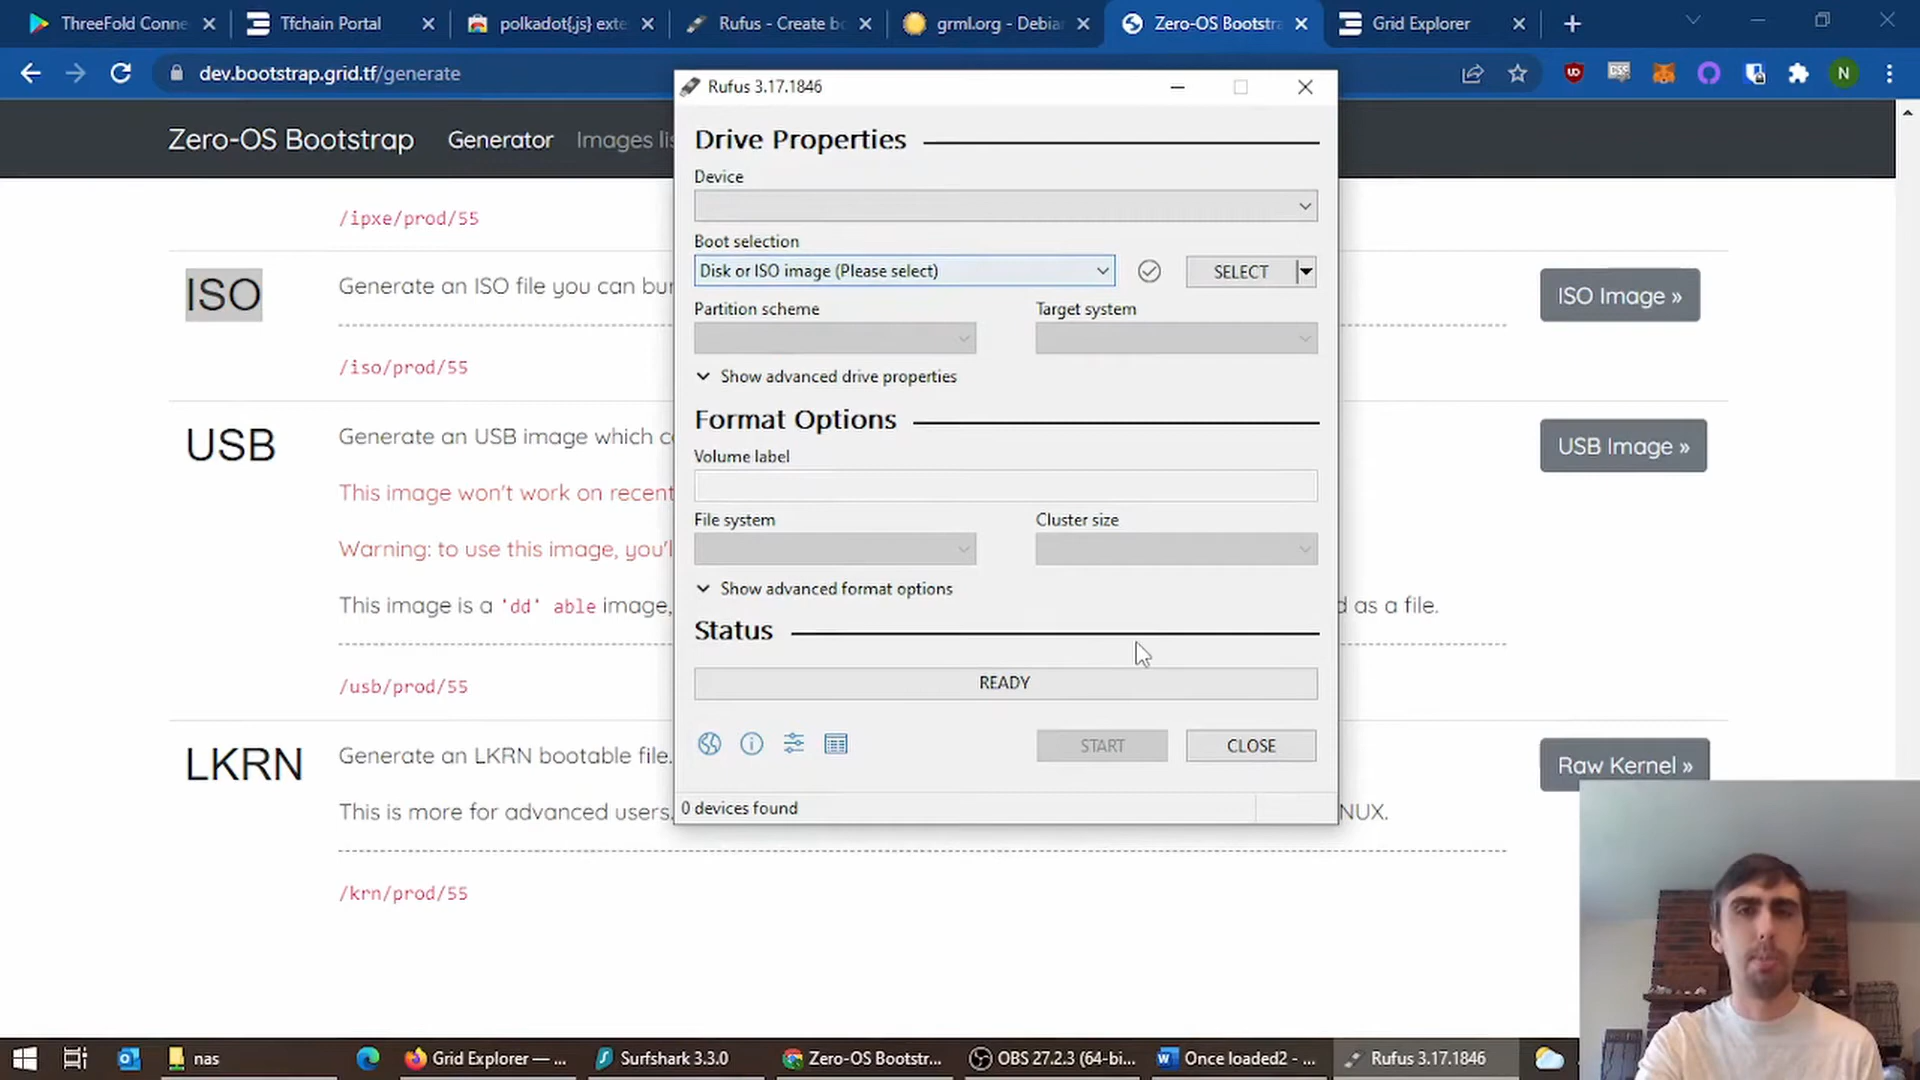 ThreeFold Conne
Tfchain Portal
polkadot{.js} exte
Rufus - Create bo
grml.org - Debia
Zero-OS Bootstra
Grid Explorer
dev.bootstrap.grid.tf/generate
N
Zero-OS Bootstrap
Generator
Images lis
/ipxe/prod/55
ISO
Generate an ISO file you can bur
ISO Image »
/iso/prod/55
USB
Generate an USB image which c
USB Image »
This image won't work on recent
Warning: to use this image, you'l
This image is a 'dd' able image,
d as a file.
/usb/prod/55
LKRN
Generate an LKRN bootable file.
Raw Kernel »
This is more for advanced users.
NUX.
/krn/prod/55
Rufus 3.17.1846
Drive Properties
Device
Boot selection
Disk or ISO image (Please select)
SELECT
Partition scheme
Target system
Show advanced drive properties
Format Options
Volume label
File system
Cluster size
Show advanced format options
Status
READY
START
CLOSE
0 devices found
nas
Grid Explorer — ...
Surfshark 3.3.0
Zero-OS Bootstr...
OBS 27.2.3 (64-bi...
Once loaded2 - ...
Rufus 3.17.1846